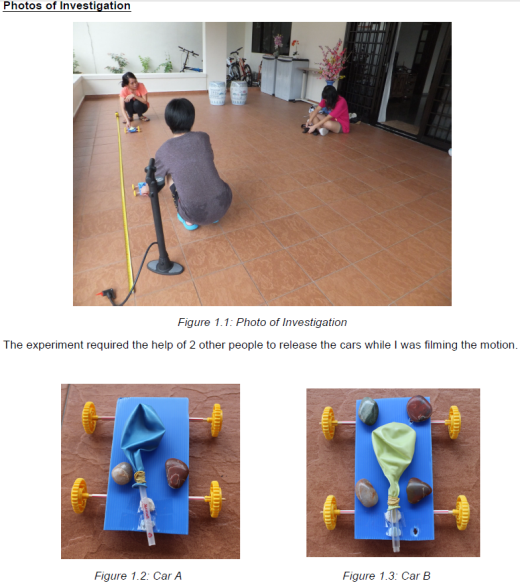 Photos of Investigation
Figure 1.1: Photo of Investigation
The experiment required the help of 2 other people to release the cars while I was filming the motion.
Figure 1.2: Car A
Figure 1.3: Car B